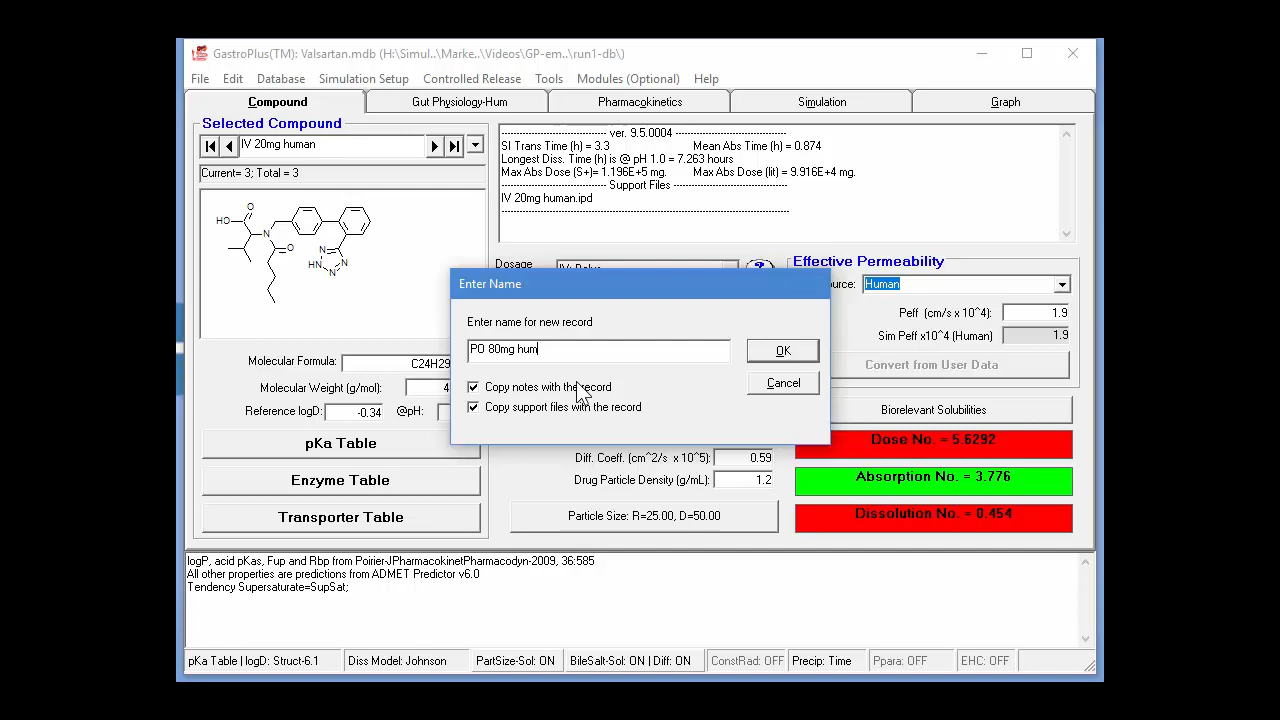 GastroPlus(TM): Valsartan.mdb (H:\Simul..\Marke..\Videos\GP-em..\run1-db\)
File Edit Database Simulation Setup Controlled Release Tools Modules (Optional) Help
Compound Gut Physiology-Hum Pharmacokinetics Simulation Graph
Selected Compound
IV 20mg human
Current= 3; Total = 3
HO O N O N N HN N
Molecular Formula: C24H29
Molecular Weight (g/mol): 4
Reference logD: -0.34 @pH:
pKa Table
Enzyme Table
Transporter Table
---------------------------- ver. 9.5.0004 ----------------------------
SI Trans Time (h) = 3.3 Mean Abs Time (h) = 0.874
Longest Diss. Time (h) is @ pH 1.0 = 7.263 hours
Max Abs Dose (S+)= 1.196E+5 mg. Max Abs Dose (lit) = 9.916E+4 mg.
---------------------------- Support Files ----------------------------
IV 20mg human.ipd
-----------------------------------------------------------------------
Dosage
?
Effective Permeability
Human
Peff (cm/s x 10^4): 1.9
Sim Peff x10^4 (Human) 1.9
Convert from User Data
Biorelevant Solubilities
Enter Name
Enter name for new record
PO 80mg hum
OK
Copy notes with the record
Cancel
Copy support files with the record
Diff. Coeff. (cm^2/s x 10^5): 0.59
Drug Particle Density (g/mL): 1.2
Particle Size: R=25.00, D=50.00
Dose No. = 5.6292
Absorption No. = 3.776
Dissolution No. = 0.454
logP, acid pKas, Fup and Rbp from Poirier-JPharmacokinetPharmacodyn-2009, 36:585
All other properties are predictions from ADMET Predictor v6.0
Tendency Supersaturate=SupSat;
pKa Table | logD: Struct-6.1 Diss Model: Johnson PartSize-Sol: ON BileSalt-Sol: ON | Diff: ON ConstRad: OFF Precip: Time Ppara: OFF EHC: OFF